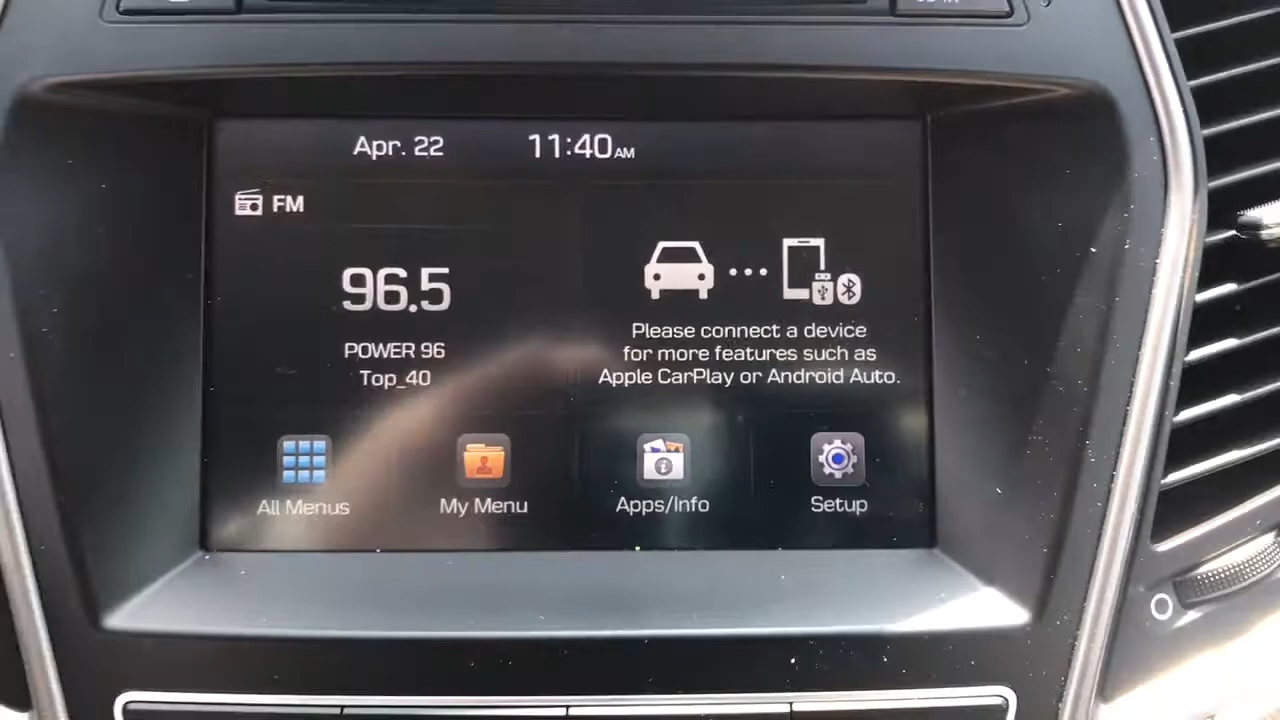 Apr. 22
11:40 AM
FM
96.5
POWER 96
Top_40
Please connect a device
for more features such as
Apple CarPlay or Android Auto.
All Menus
My Menu
Apps/Info
Setup